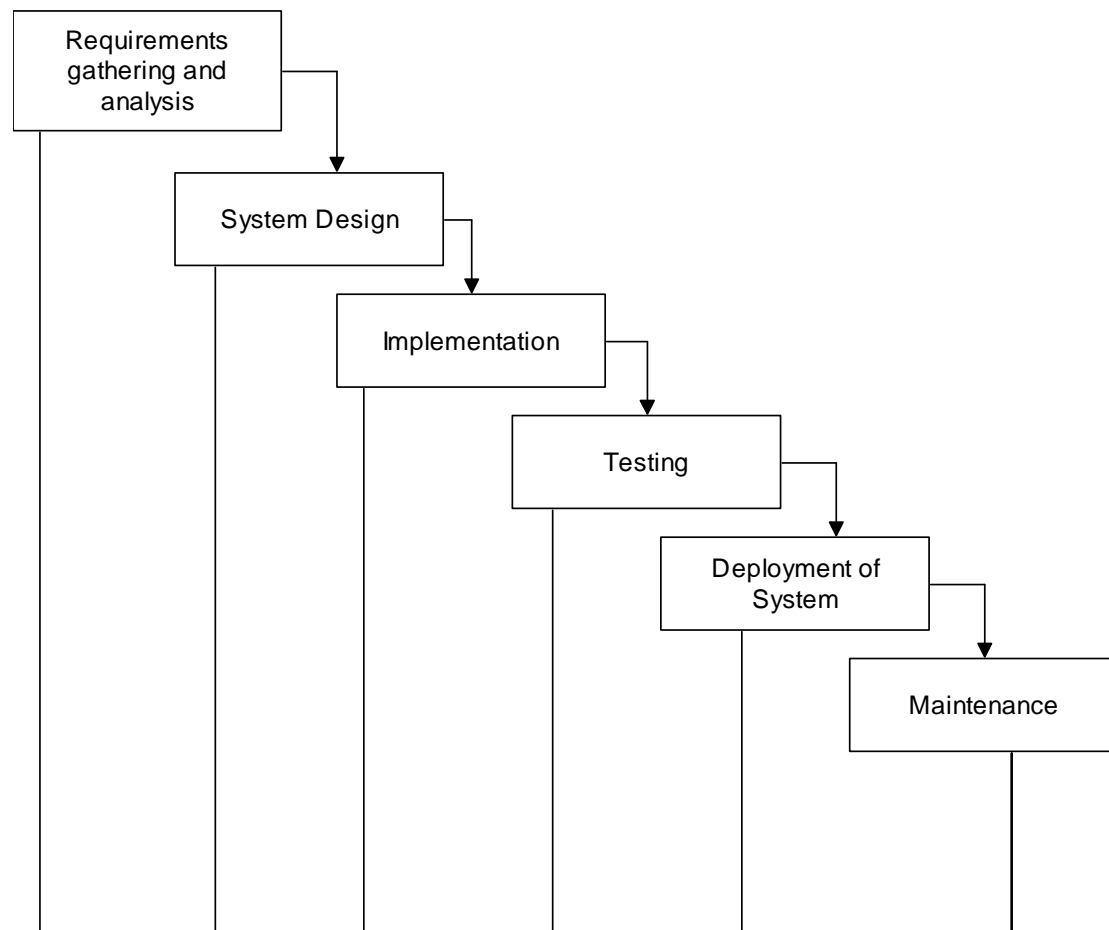 Requirements
gathering and
analysis
System Design
Implementation
Testing
Deployment of
System
Maintenance